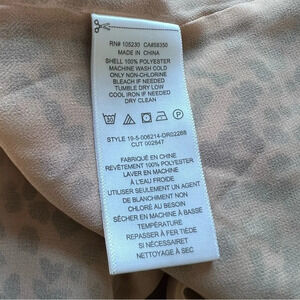 RN# 105230 CA#58350
MADE IN CHINA
SHELL 100% POLYESTER
MACHINE WASH COLD
ONLY NON-CHLORINE
BLEACH IF NEEDED
TUMBLE DRY LOW
COOL IRON IF NEEDED
DRY CLEAN
STYLE 19-5-006214-DIR02288
CUT 002647
FABRIQUÉ EN CHINE
REVÊTEMENT 100% POLYESTER
LAVER EN MACHINE
À L'EAU FROIDE
UTILISER SEULEMENT UN AGENT
DE BLANCHIMENT NON
CHLORÉ AU BESOIN
SÉCHER EN MACHINE À BASSE
TEMPÉRATURE
REPASSER À FER TIÈDE
SI NÉCESSAIRET
NETTOYAGE À SEC